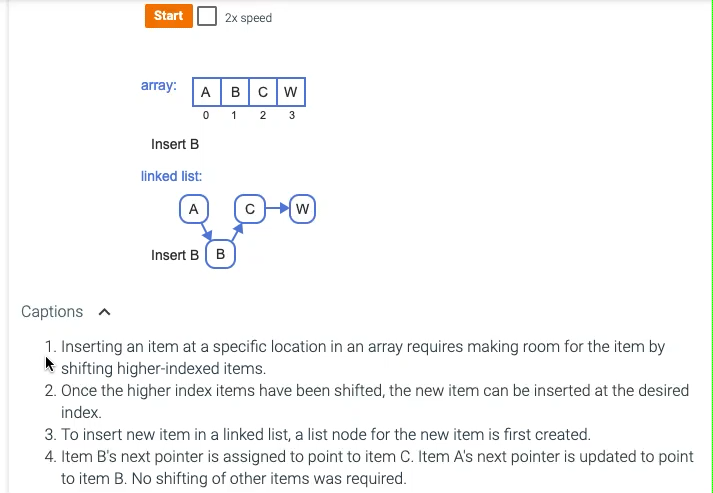 Start 2x speed
array: A B C W
0 1 2 3
Insert B
linked list:
A C W
Insert B B
Captions
1. Inserting an item at a specific location in an array requires making room for the item by
shifting higher-indexed items.
2. Once the higher index items have been shifted, the new item can be inserted at the desired
index.
3. To insert new item in a linked list, a list node for the new item is first created.
4. Item B's next pointer is assigned to point to item C. Item A's next pointer is updated to point
to item B. No shifting of other items was required.